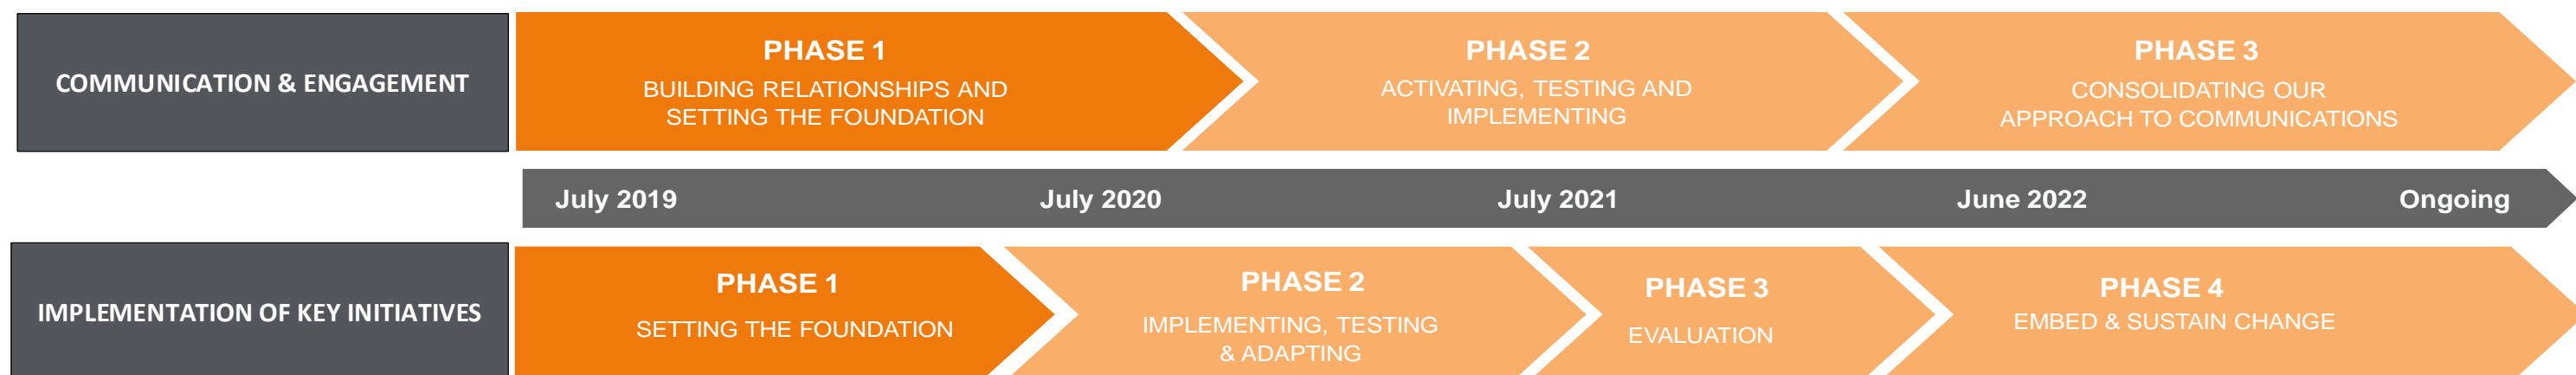 COMMUNICATION & ENGAGEMENT
PHASE 1
BUILDING RELATIONSHIPS AND
SETTING THE FOUNDATION
PHASE 2
ACTIVATING, TESTING AND
IMPLEMENTING
PHASE 3
CONSOLIDATING OUR
APPROACH TO COMMUNICATIONS
July 2019
July 2020
July 2021
June 2022
Ongoing
IMPLEMENTATION OF KEY INITIATIVES
PHASE 1
SETTING THE FOUNDATION
PHASE 2
IMPLEMENTING, TESTING
& ADAPTING
PHASE 3
EVALUATION
PHASE 4
EMBED & SUSTAIN CHANGE